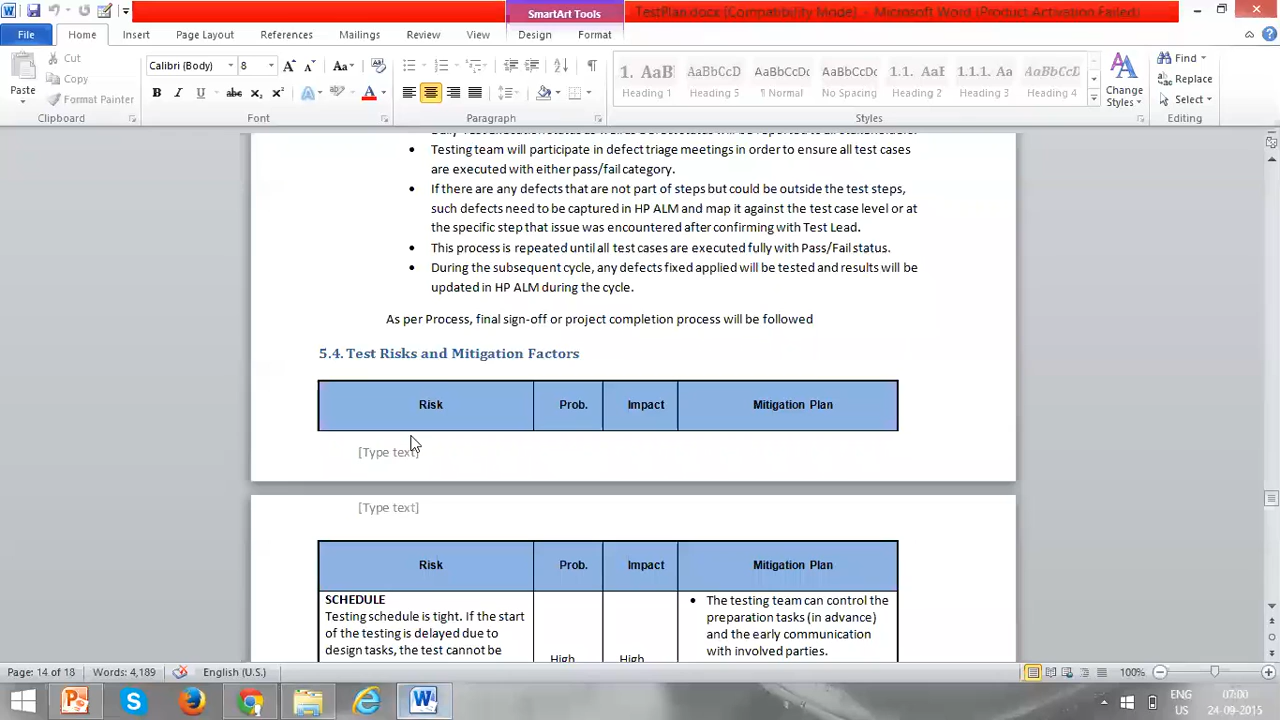 SmartArt Tools
TestPlan.docx [Compatibility Mode] - Microsoft Word (Product Activation Failed)
File Home Insert Page Layout References Mailings Review View Design Format
Paste
Cut
Copy
Format Painter
Clipboard
Calibri (Body) 8
Font
Paragraph
1. AaBl AaBbCcD AaBbCcDc AaBbCcD 1.1. AaE 1.1.1. Aa AaBbCcD
Heading 1 Heading 5 ¶ Normal No Spacing Heading 2 Heading 3 Heading 4
Styles
Change Styles
Find
Replace
Select
Editing
• Testing team will participate in defect triage meetings in order to ensure all test cases
are executed with either pass/fail category.
• If there are any defects that are not part of steps but could be outside the test steps,
such defects need to be captured in HP ALM and map it against the test case level or at
the specific step that issue was encountered after confirming with Test Lead.
• This process is repeated until all test cases are executed fully with Pass/Fail status.
• During the subsequent cycle, any defects fixed applied will be tested and results will be
updated in HP ALM during the cycle.
As per Process, final sign-off or project completion process will be followed
5.4. Test Risks and Mitigation Factors
Risk Prob. Impact Mitigation Plan
[Type text]
[Type text]
Risk Prob. Impact Mitigation Plan
SCHEDULE
Testing schedule is tight. If the start
of the testing is delayed due to
design tasks, the test cannot be
High High
• The testing team can control the
preparation tasks (in advance)
and the early communication
with involved parties.
Page: 14 of 18 Words: 4,189 English (U.S.) 100%
ENG
US
07:00
24-09-2015